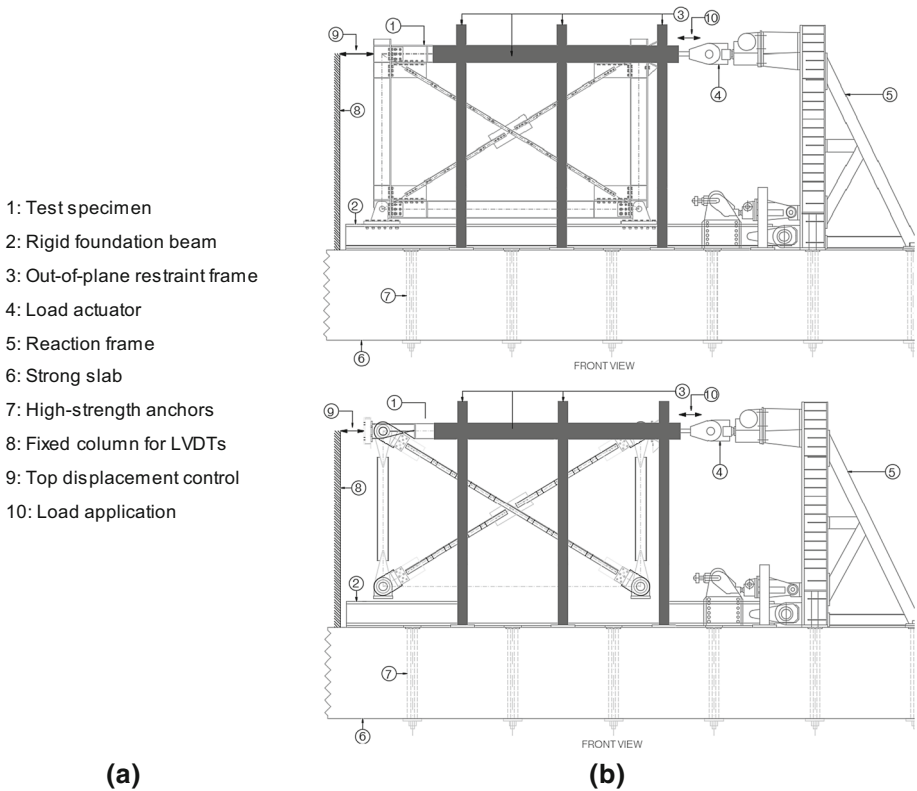 1: Test specimen
2: Rigid foundation beam
3: Out-of-plane restraint frame
4: Load actuator
5: Reaction frame
6: Strong slab
7: High-strength anchors
8: Fixed column for LVDTs
9: Top displacement control
10: Load application
(a)
9
1
3
10
8
4
5
2
7
6
FRONT VIEW
9
1
3
10
8
4
5
2
7
6
FRONT VIEW
(b)